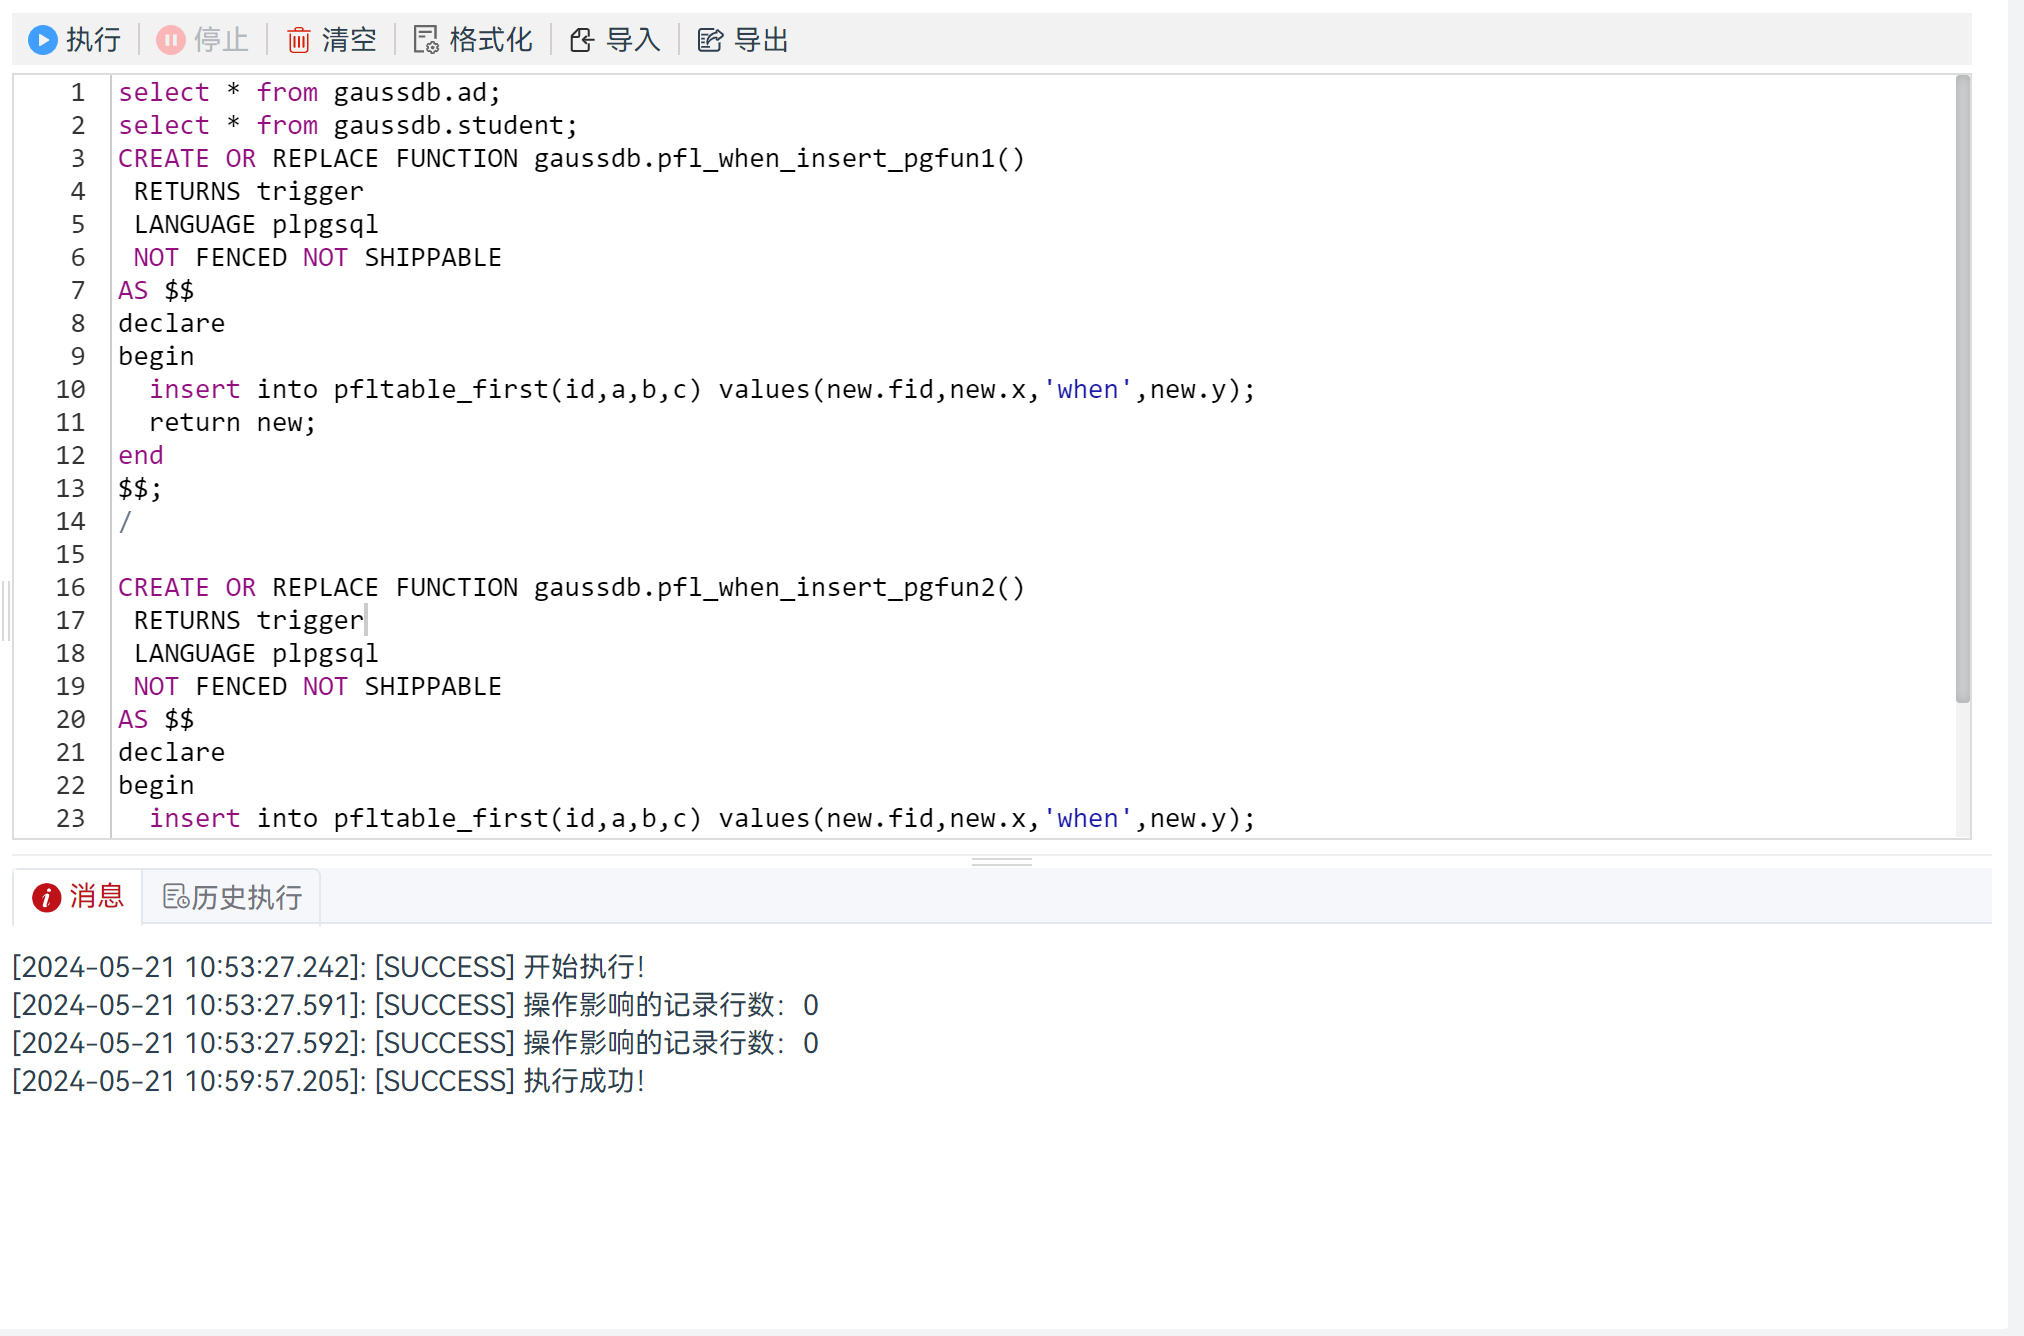 执行 停止 清空 格式化 导入 导出
1 select * from gaussdb.ad;
2 select * from gaussdb.student;
3 CREATE OR REPLACE FUNCTION gaussdb.pfl_when_insert_pgfun1()
4 RETURNS trigger
5 LANGUAGE plpgsql
6 NOT FENCED NOT SHIPPABLE
7 AS $$
8 declare
9 begin
10 insert into pfltable_first(id,a,b,c) values(new.fid,new.x,'when',new.y);
11 return new;
12 end
13 $$;
14 /
15
16 CREATE OR REPLACE FUNCTION gaussdb.pfl_when_insert_pgfun2()
17 RETURNS trigger
18 LANGUAGE plpgsql
19 NOT FENCED NOT SHIPPABLE
20 AS $$
21 declare
22 begin
23 insert into pfltable_first(id,a,b,c) values(new.fid,new.x,'when',new.y);
消息 历史执行
[2024-05-21 10:53:27.242]: [SUCCESS] 开始执行!
[2024-05-21 10:53:27.591]: [SUCCESS] 操作影响的记录行数：0
[2024-05-21 10:53:27.592]: [SUCCESS] 操作影响的记录行数：0
[2024-05-21 10:59:57.205]: [SUCCESS] 执行成功!